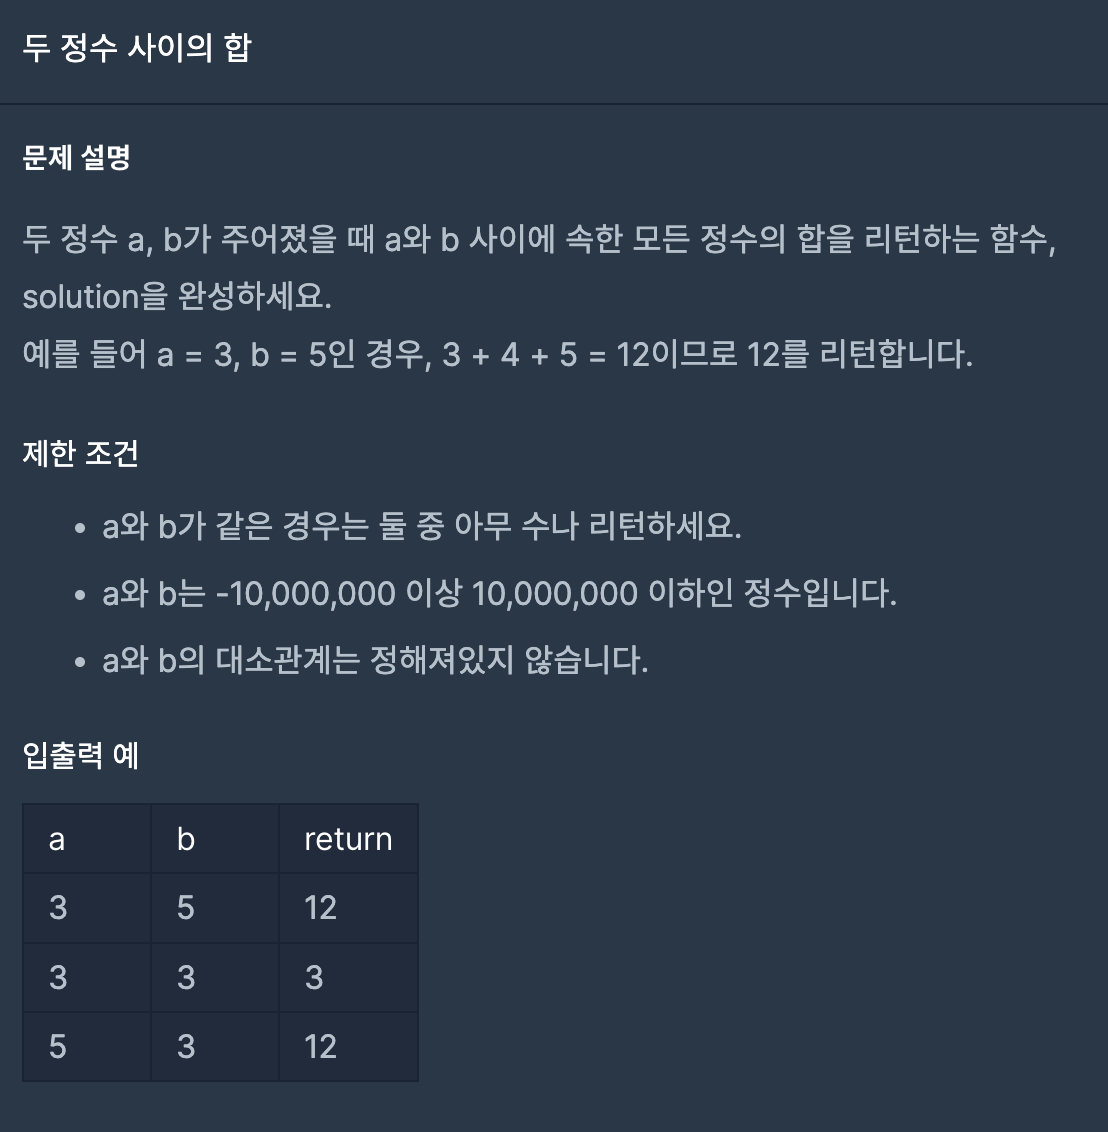 두 정수 사이의 합
문제 설명
두 정수 a, b가 주어졌을 때 a와 b 사이에 속한 모든 정수의 합을 리턴하는 함수,
solution을 완성하세요.
예를 들어 a = 3, b = 5인 경우, 3 + 4 + 5 = 12이므로 12를 리턴합니다.
제한 조건
• a와 b가 같은 경우는 둘 중 아무 수나 리턴하세요.
• a와 b는 -10,000,000 이상 10,000,000 이하인 정수입니다.
• a와 b의 대소관계는 정해져있지 않습니다.
입출력 예
a b return
3 5 12
3 3 3
5 3 12